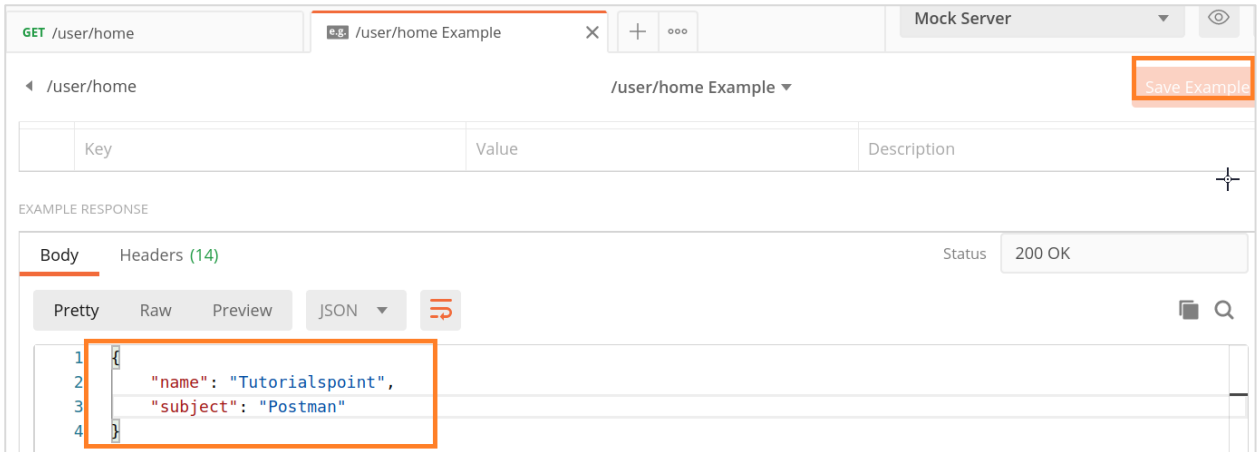 GET /user/home e.g. /user/home Example Mock Server
/user/home /user/home Example Save Example
Key Value Description
EXAMPLE RESPONSE
Body Headers (14) Status 200 OK
Pretty Raw Preview JSON
1 {
2 "name": "Tutorialspoint",
3 "subject": "Postman"
4 }